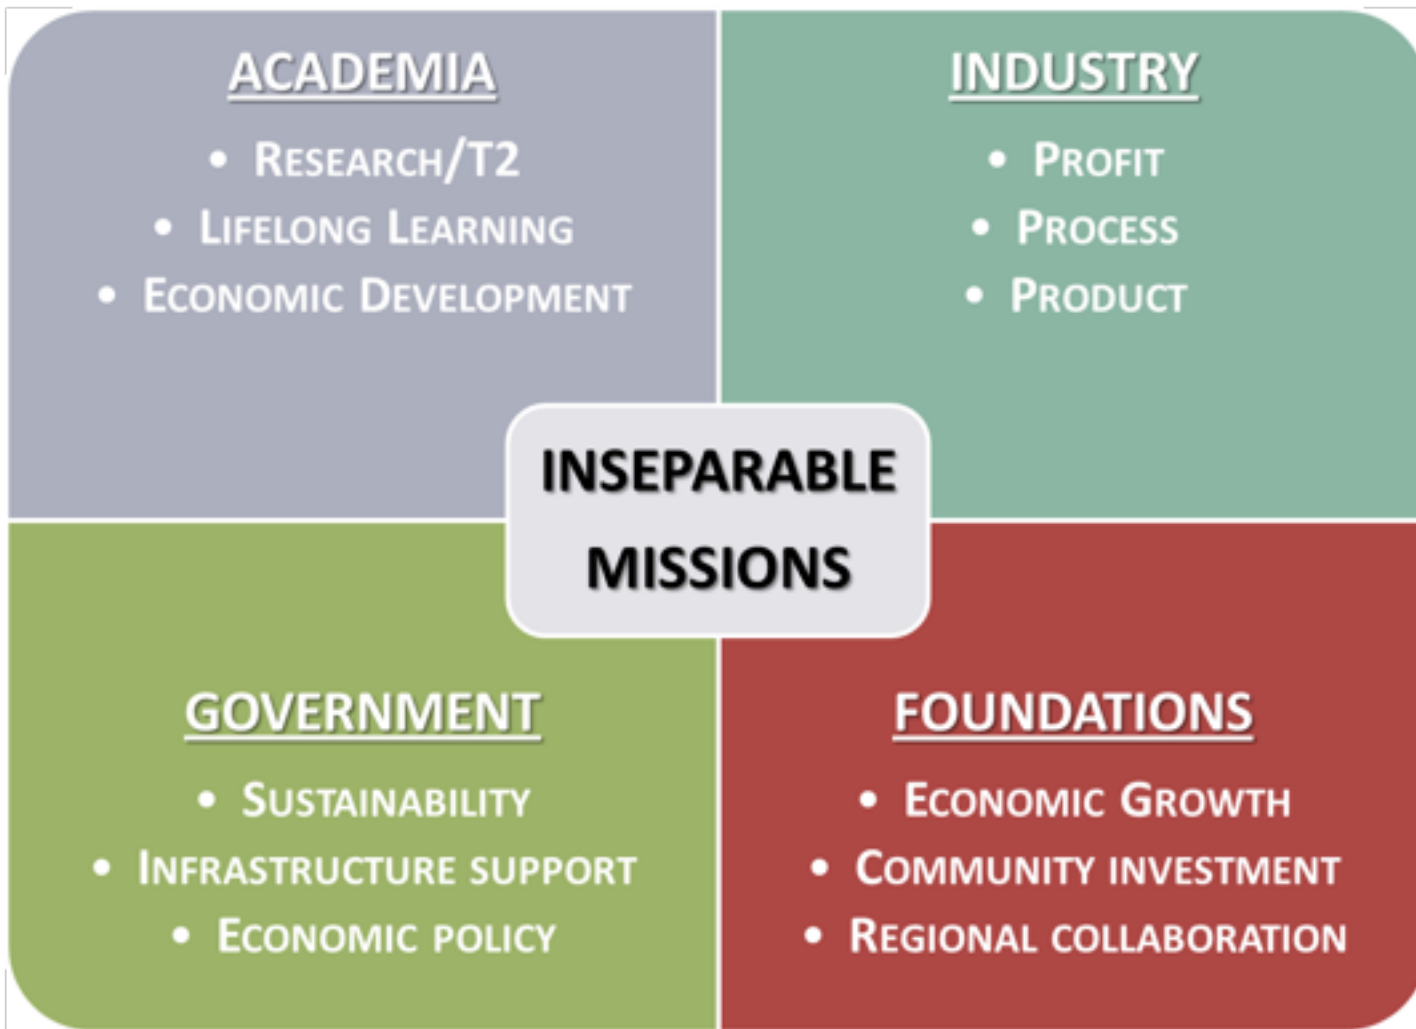 ACADEMIA
• RESEARCH/T2
• LIFELONG LEARNING
• ECONOMIC DEVELOPMENT
INDUSTRY
• PROFIT
• PROCESS
• PRODUCT
INSEPARABLE
MISSIONS
GOVERNMENT
• SUSTAINABILITY
• INFRASTRUCTURE SUPPORT
• ECONOMIC POLICY
FOUNDATIONS
• ECONOMIC GROWTH
• COMMUNITY INVESTMENT
• REGIONAL COLLABORATION